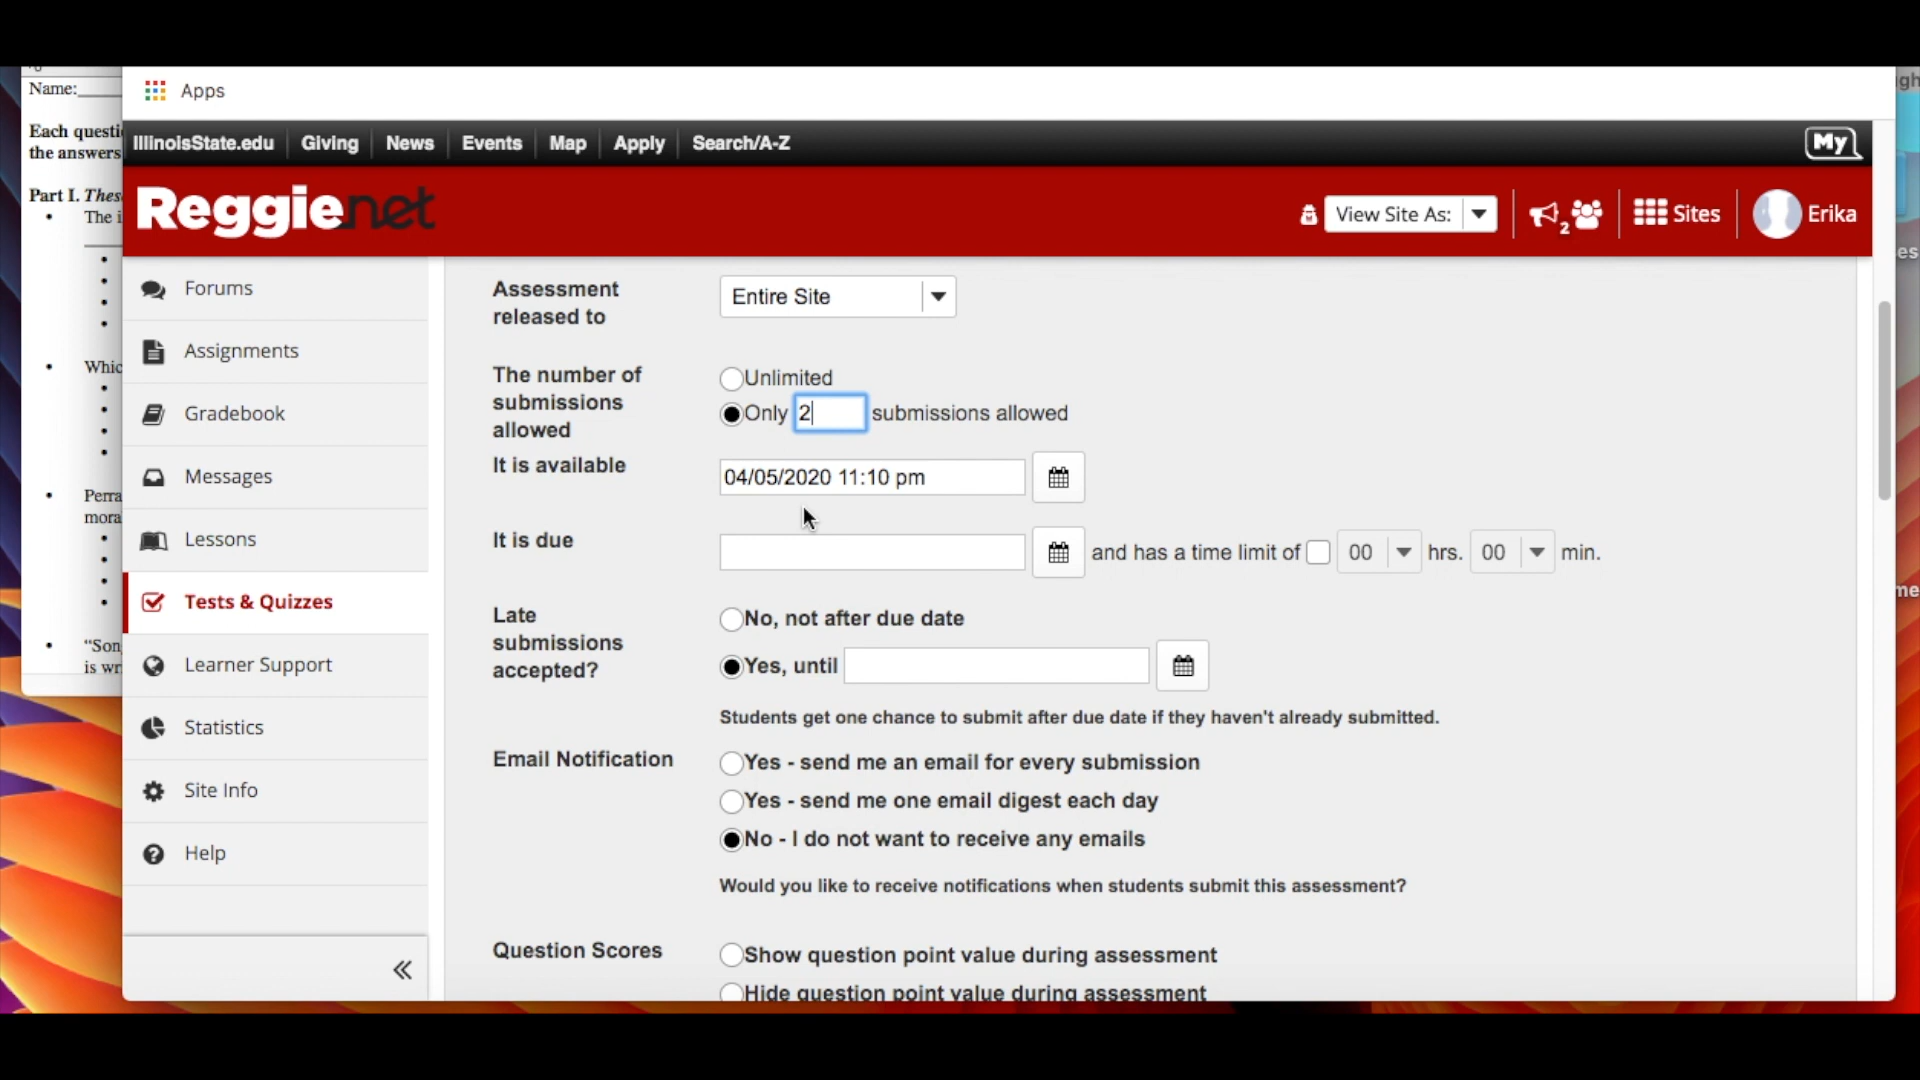 Name:
Each questi
the answers
Part I. Thes
The i
Whic
Perra
mora
"Son
is wr
Apps
IllinoisState.edu
Giving
News
Events
Map
Apply
Search/A-Z
My
Reggienet
View Site As:
2
Sites
Erika
Forums
Assignments
Gradebook
Messages
Lessons
Tests & Quizzes
Learner Support
Statistics
Site Info
Help
Assessment
released to
Entire Site
The number of
submissions
allowed
Unlimited
Only 2 submissions allowed
It is available
04/05/2020 11:10 pm
It is due
and has a time limit of 00 hrs. 00 min.
Late
submissions
accepted?
No, not after due date
Yes, until
Students get one chance to submit after due date if they haven't already submitted.
Email Notification
Yes - send me an email for every submission
Yes - send me one email digest each day
No - I do not want to receive any emails
Would you like to receive notifications when students submit this assessment?
Question Scores
Show question point value during assessment
Hide question point value during assessment
gh
es
me